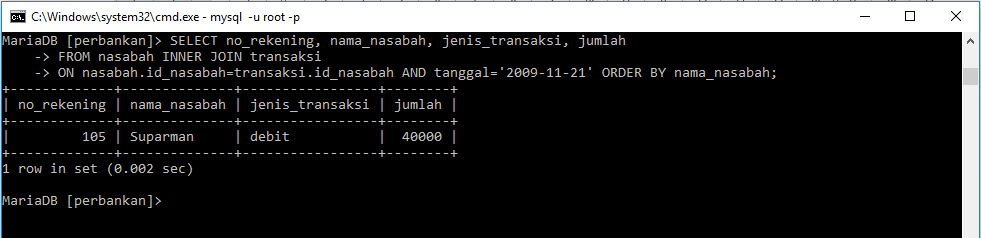 C:\Windows\system32\cmd.exe - mysql  -u root -p
MariaDB [perbankan]> SELECT no_rekening, nama_nasabah, jenis_transaksi, jumlah
    -> FROM nasabah INNER JOIN transaksi
    -> ON nasabah.id_nasabah=transaksi.id_nasabah AND tanggal='2009-11-21' ORDER BY nama_nasabah;
+-------------+--------------+-----------------+--------+
| no_rekening | nama_nasabah | jenis_transaksi | jumlah |
+-------------+--------------+-----------------+--------+
|         105 | Suparman     | debit           |  40000 |
+-------------+--------------+-----------------+--------+
1 row in set (0.002 sec)
MariaDB [perbankan]>